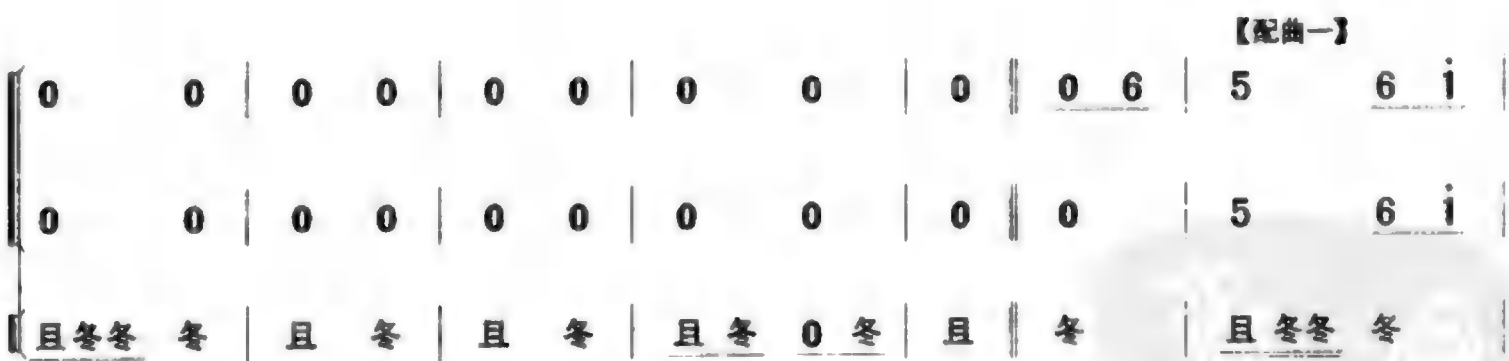 【配曲一】
0 0 | 0 0 | 0 0 | 0 0 | 0 ‖ 0 6 | 5 6 i |
0 0 | 0 0 | 0 0 | 0 0 | 0 ‖ 0 | 5 6 i |
且冬冬 冬 | 且 冬 | 且 冬 | 且冬 0冬 | 且 ‖ 冬 | 且冬冬 冬 |